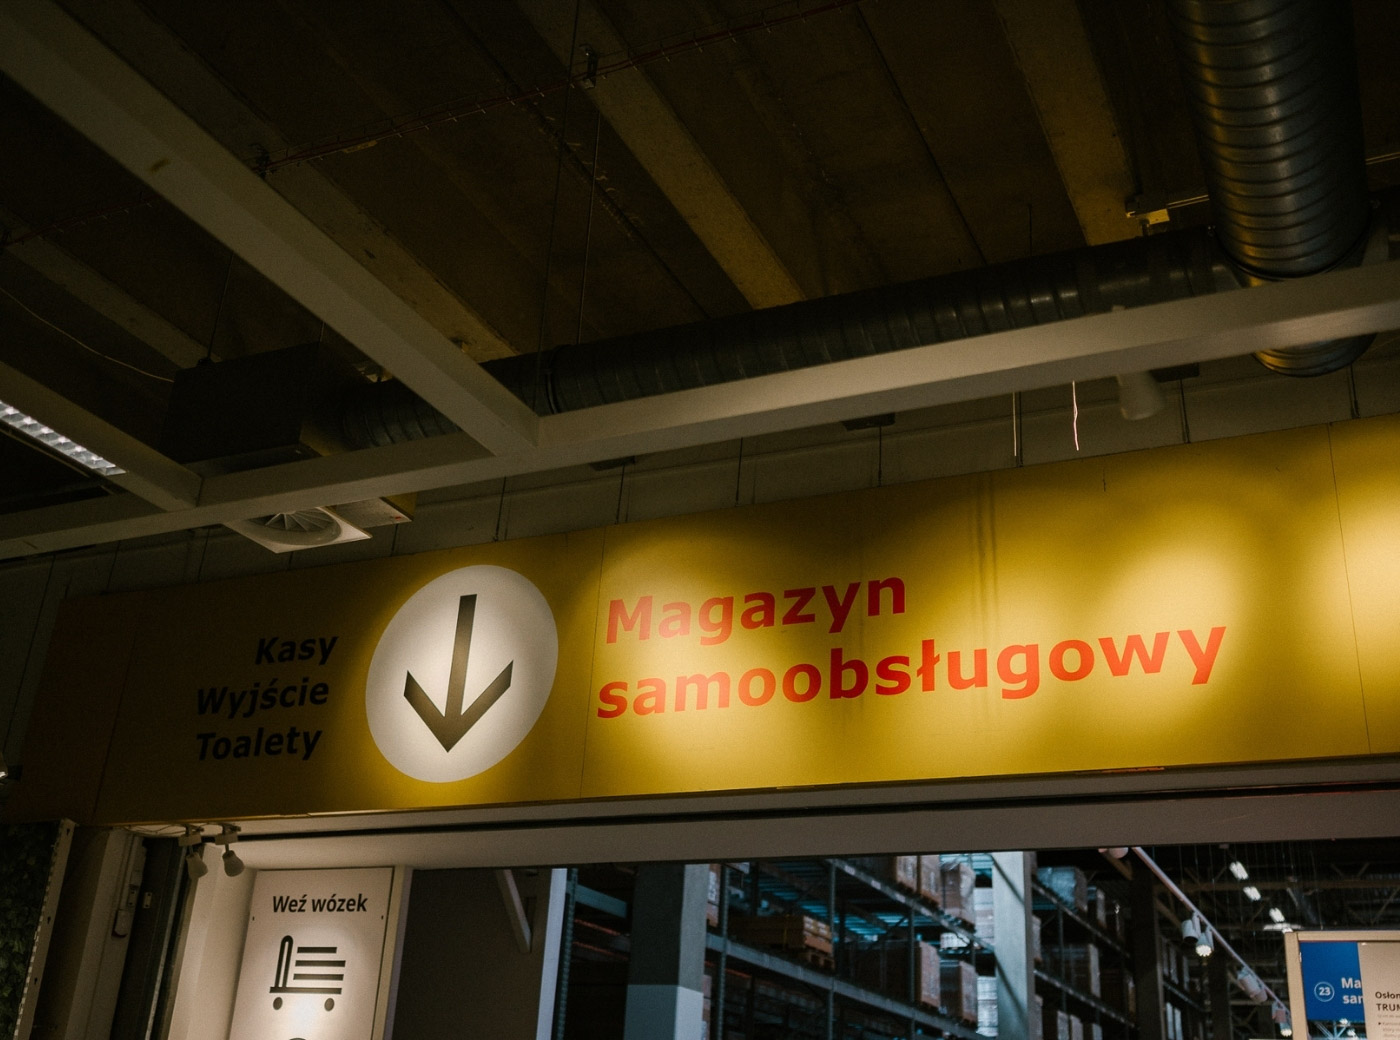 Kasy
Wyjście
Toalety
Magazyn
samoobsługowy
Weź wózek
23